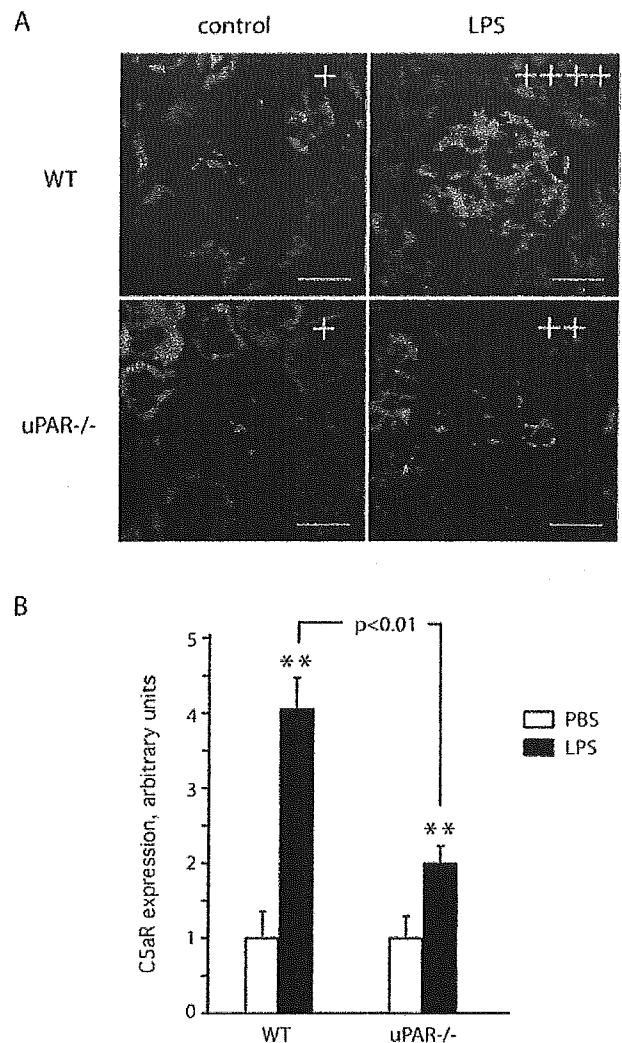 A
control
LPS
WT
+
++++
uPAR-/-
+
++
B
C5aR expression, arbitrary units
5
4
3
2
1
0
**
p<0.01
**
PBS
LPS
WT
uPAR-/-